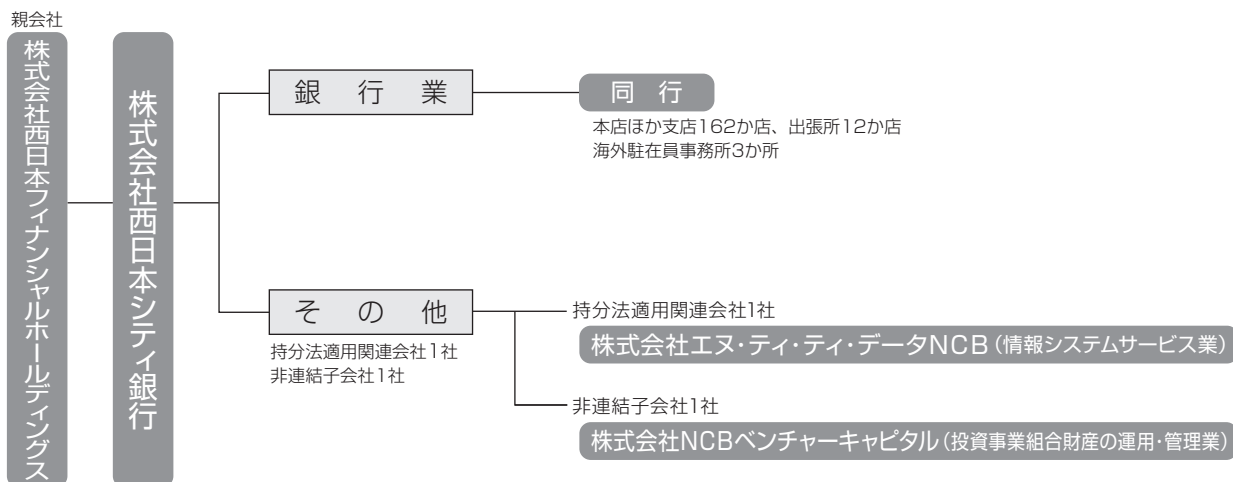 親会社
株式会社西日本フィナンシャルホールディングス
株式会社西日本シティ銀行
銀行業
同行
本店ほか支店162か店、出張所12か店
海外駐在員事務所3か所
その他
持分法適用関連会社1社
非連結子会社1社
持分法適用関連会社1社
株式会社エヌ・ティ・ティ・データNCB(情報システムサービス業)
非連結子会社1社
株式会社NCBベンチャーキャピタル(投資事業組合財産の運用・管理業)